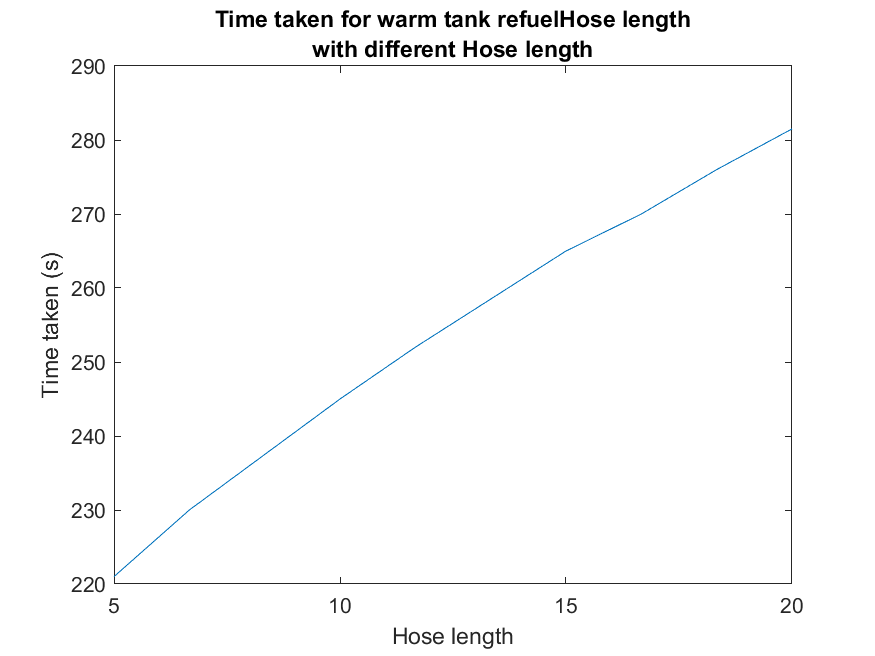 Time taken for warm tank refuelHose length
with different Hose length
290
280
270
260
250
240
230
220
Time taken (s)
5 10 15 20
Hose length